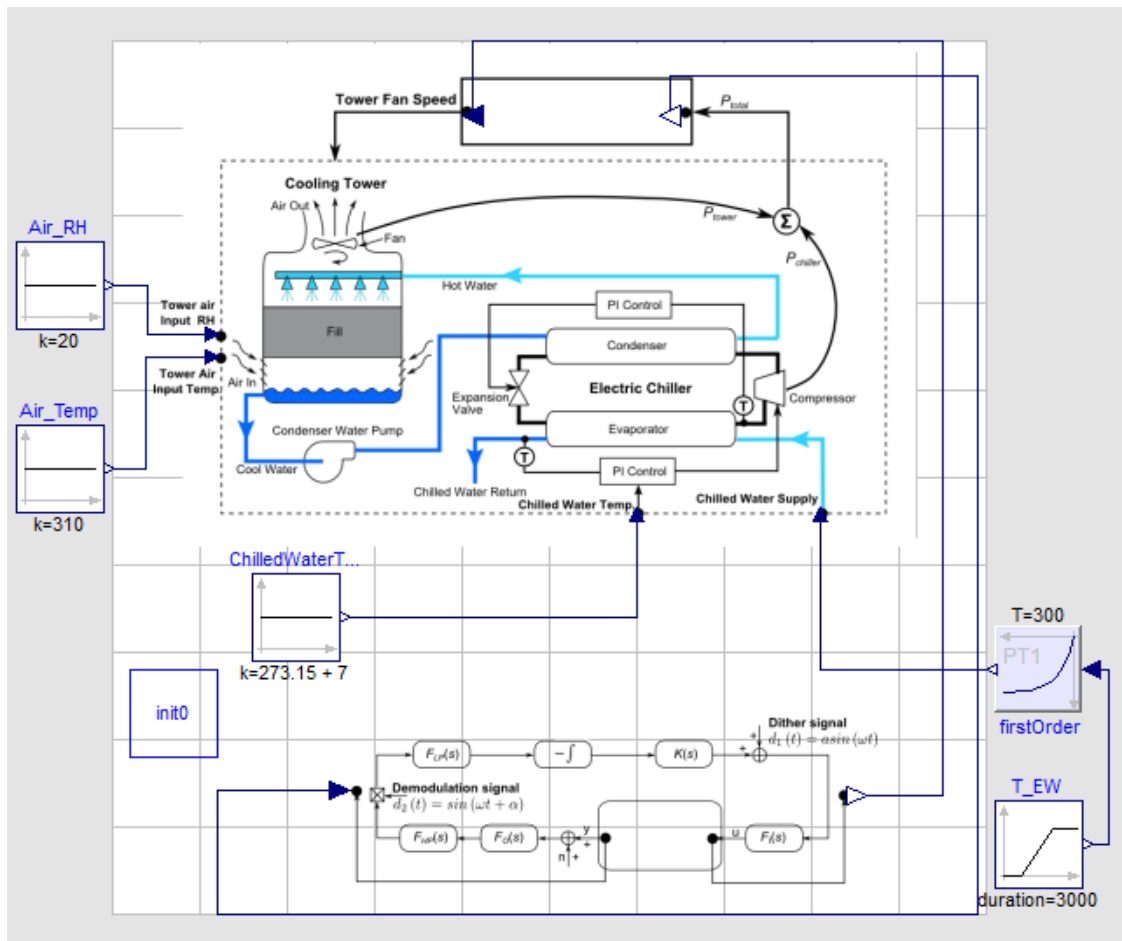 Tower Fan Speed
P_total
Cooling Tower
Air Out
Fan
P_tower
Σ
P_chiller
Air_RH
k=20
Tower air
Input RH
Hot Water
PI Control
Fill
Condenser
Tower Air
Input Temp
Air In
Electric Chiller
Expansion
Valve
T
Compressor
Air_Temp
k=310
Condenser Water Pump
Evaporator
Cool Water
T
PI Control
Chilled Water Return
Chilled Water Temp
Chilled Water Supply
ChilledWaterT...
k=273.15 + 7
T=300
PT1
firstOrder
init0
Dither signal
d₁ (t) = asin (ωt)
F_LP(s)
−∫
K(s)
+
+
Demodulation signal
d₂ (t) = sin (ωt + α)
T_EW
F_HP(s)
F_O(s)
y
+
n
+
u
F_I(s)
duration=3000